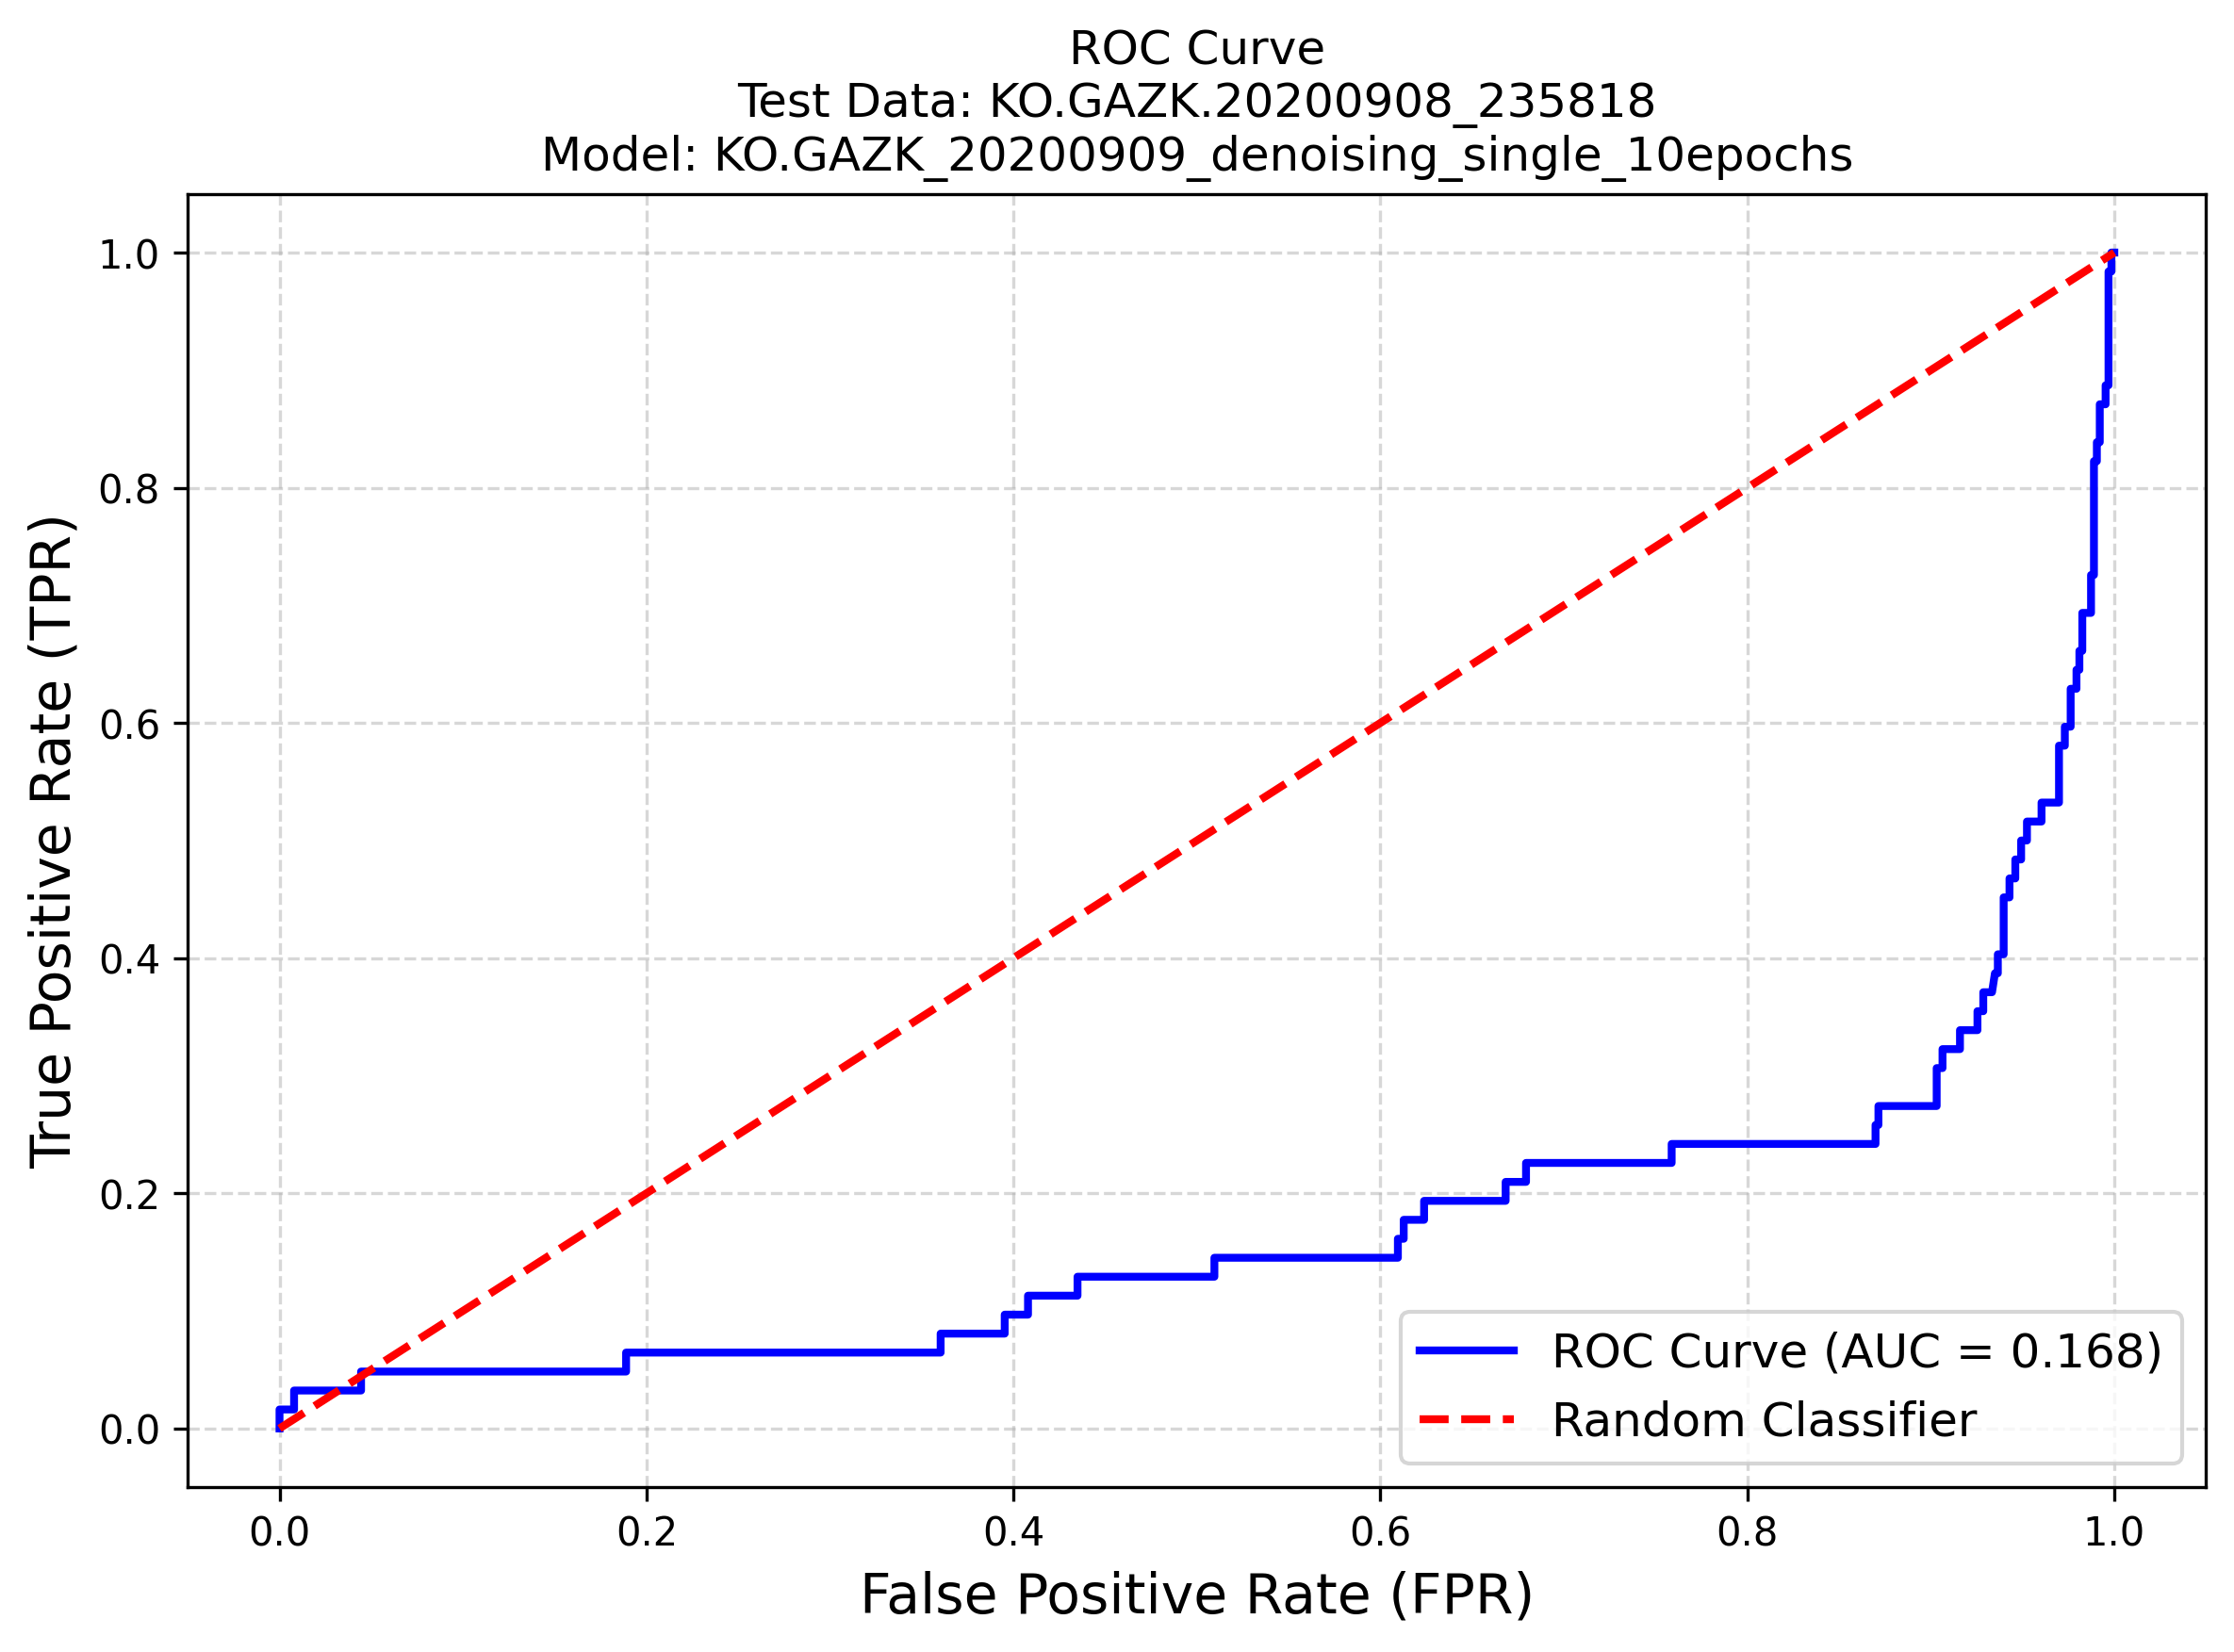 ROC Curve
Test Data: KO.GAZK.20200908_235818
Model: KO.GAZK_20200909_denoising_single_10epochs
True Positive Rate (TPR)
1.0
0.8
0.6
0.4
0.2
0.0
ROC Curve (AUC = 0.168)
Random Classifier
0.0 0.2 0.4 0.6 0.8 1.0
False Positive Rate (FPR)